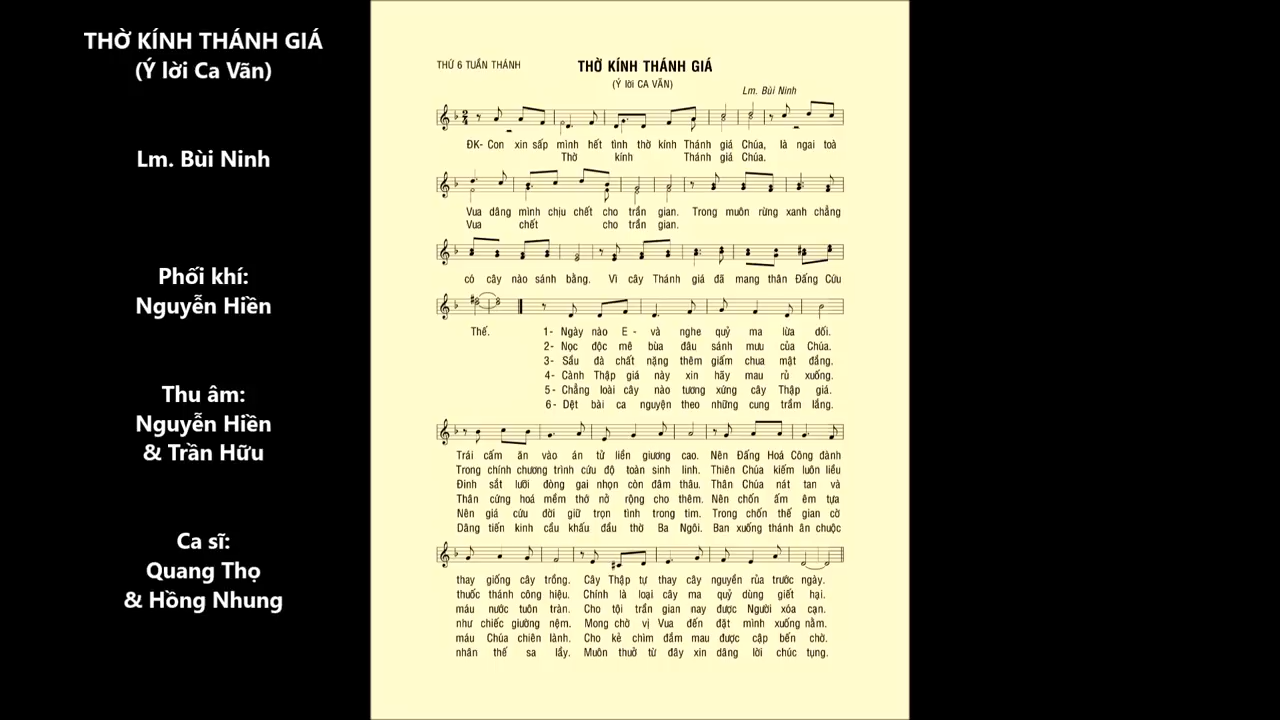 THỜ KÍNH THÁNH GIÁ
(Ý lời Ca Vãn)
Lm. Bùi Ninh
Phối khí:
Nguyễn Hiền
Thu âm:
Nguyễn Hiền
& Trần Hữu
Ca sĩ:
Quang Thọ
& Hồng Nhung
THỨ 6 TUẦN THÁNH
THỜ KÍNH THÁNH GIÁ
(Ý lời CA VÃN)
Lm. Bùi Ninh
ĐK- Con xin sấp mình hết tình thờ kính Thánh giá Chúa, là ngai toà
Thờ kính Thánh giá Chúa.
Vua dâng mình chịu chết cho trần gian. Trong muôn rừng xanh chẳng
Vua chết cho trần gian.
có cây nào sánh bằng. Vì cây Thánh giá đã mang thân Đấng Cứu
Thế.
1- Ngày nào E - và nghe quỷ ma lừa dối.
2- Nọc độc mê bùa đâu sánh mưu của Chúa.
3- Sầu đà chất nặng thêm giấm chua mật đắng.
4- Cành Thập giá này xin hãy mau rủ xuống.
5- Chẳng loài cây nào tương xứng cây Thập giá.
6- Dệt bài ca nguyện theo những cung trầm lắng.
Trái cấm ăn vào án tử liền giương cao. Nên Đấng Hoá Công đành
Trong chính chương trình cứu độ toàn sinh linh. Thiên Chúa kiếm luôn liều
Đinh sắt lưỡi đòng gai nhọn còn đâm thâu. Thân Chúa nát tan và
Thân cứng hoá mềm thớ nở rộng cho thêm. Nên chốn ấm êm tựa
Nên giá cứu đời giữ trọn tình trong tim. Trong chốn thế gian cờ
Dâng tiến kinh cầu khấu đầu thờ Ba Ngôi. Ban xuống thánh ân chuộc
thay giống cây trồng. Cây Thập tự thay cây nguyền rủa trước ngày.
thuốc thánh công hiệu. Chính là loại cây ma quỷ dùng giết hại.
máu nước tuôn tràn. Cho tội trần gian nay được Người xóa cạn.
như chiếc giường nệm. Mong chờ vị Vua đến đặt mình xuống nằm.
máu Chúa chiên lành. Cho kẻ chìm đắm mau được cập bến chờ.
nhân thế sa lầy. Muôn thuở từ đây xin dâng lời chúc tụng.